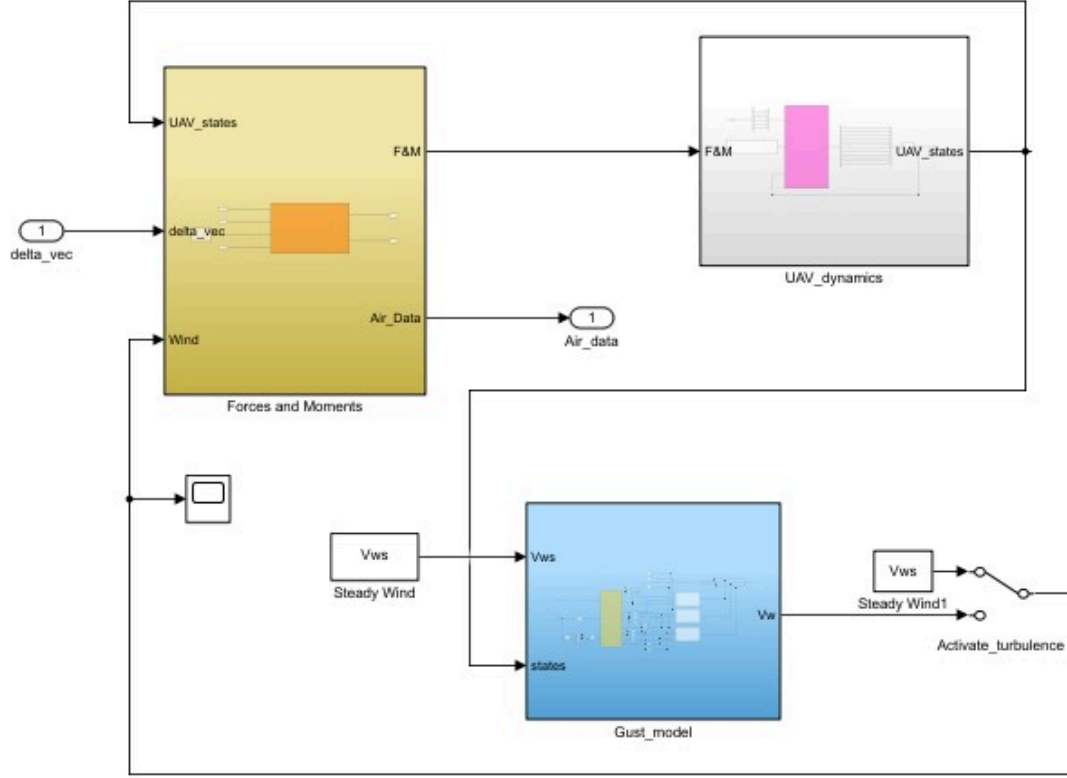 UAV_states
F&M
F&M
UAV_states
1
delta_vec
delta_vec
UAV_dynamics
Air_Data
1
Air_data
Wind
Forces and Moments
Vws
Steady Wind
Vws
Vws
Steady Wind1
Vw
Activate_turbulence
states
Gust_model